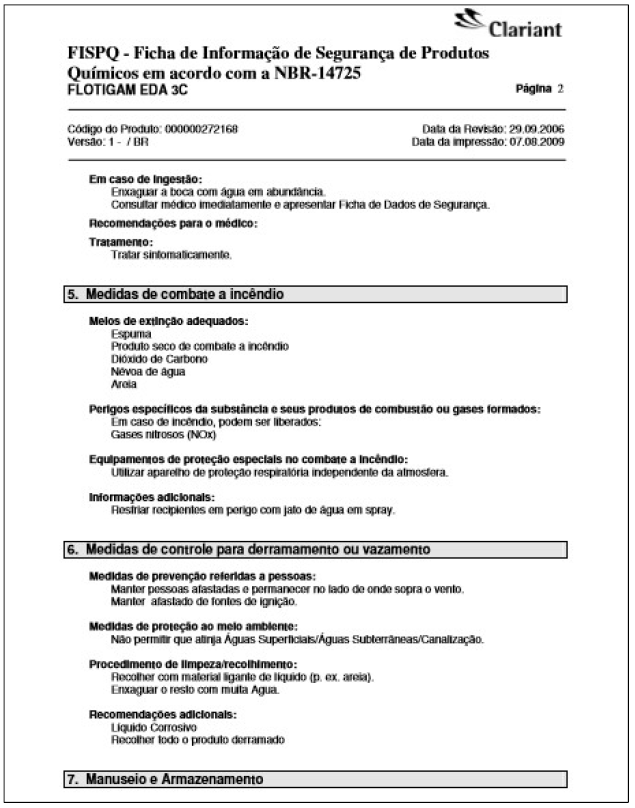 Clariant
FISPQ - Ficha de Informação de Segurança de Produtos
Químicos em acordo com a NBR-14725
FLOTIGAM EDA 3C
Página 2
Código do Produto: 000000272168
Data da Revisão: 29.09.2006
Versão: 1 - / BR
Data da impressão: 07.08.2009
Em caso de ingestão:
Enxaguar a boca com água em abundância.
Consultar médico imediatamente e apresentar Ficha de Dados de Segurança.
Recomendações para o médico:
Tratamento:
Tratar sintomaticamente.
5. Medidas de combate a incêndio
Meios de extinção adequados:
Espuma
Produto seco de combate a incêndio
Dióxido de Carbono
Névoa de água
Areia
Perigos específicos da substância e seus produtos de combustão ou gases formados:
Em caso de incêndio, podem ser liberados:
Gases nitrosos (NOx)
Equipamentos de proteção especiais no combate a incêndio:
Utilizar aparelho de proteção respiratória independente da atmosfera.
Informações adicionais:
Resfriar recipientes em perigo com jato de água em spray.
6. Medidas de controle para derramamento ou vazamento
Medidas de prevenção referidas a pessoas:
Manter pessoas afastadas e permanecer no lado de onde sopra o vento.
Manter afastado de fontes de ignição.
Medidas de proteção ao meio ambiente:
Não permitir que atinja Águas Superficiais/Águas Subterrâneas/Canalização.
Procedimento de limpeza/recolhimento:
Recolher com material ligante de líquido (p. ex. areia).
Enxaguar o resto com muita Agua.
Recomendações adicionais:
Líquido Corrosivo
Recolher todo o produto derramado
7. Manuseio e Armazenamento